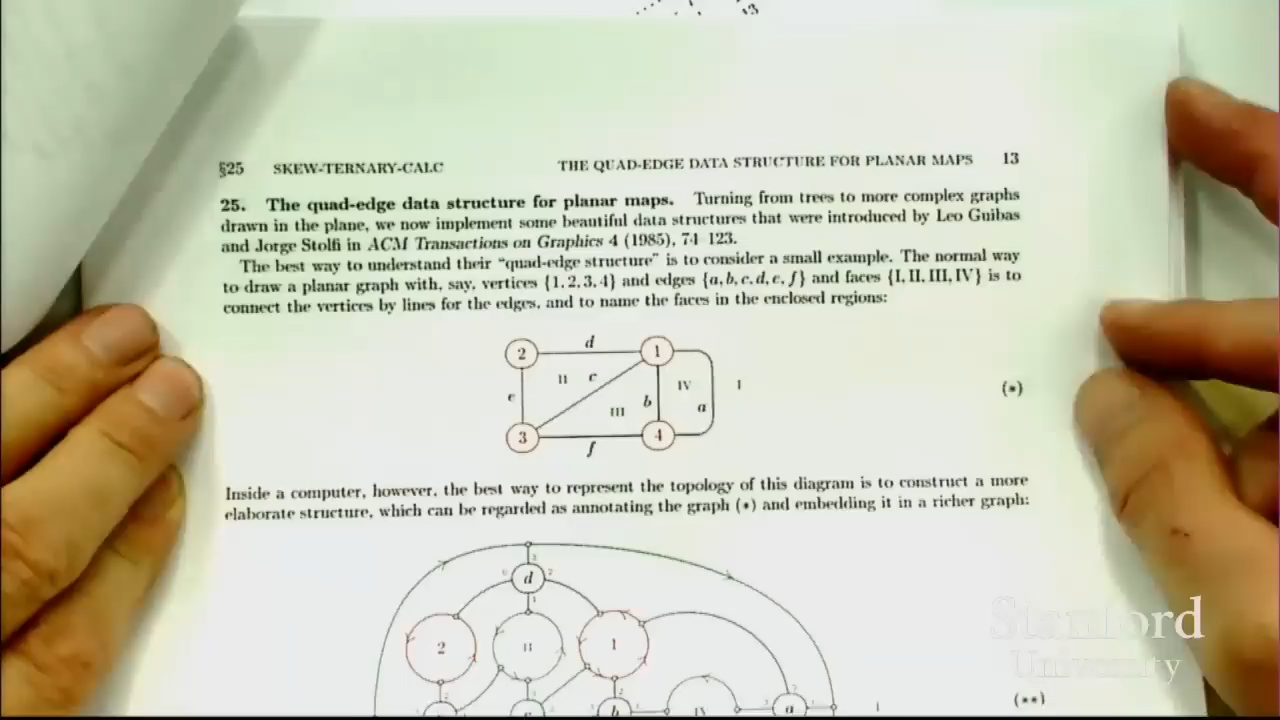 §25 SKEW-TERNARY-CALC THE QUAD-EDGE DATA STRUCTURE FOR PLANAR MAPS 13
25. The quad-edge data structure for planar maps. Turning from trees to more complex graphs
drawn in the plane, we now implement some beautiful data structures that were introduced by Leo Guibas
and Jorge Stolfi in ACM Transactions on Graphics 4 (1985), 74–123.
The best way to understand their "quad-edge structure" is to consider a small example. The normal way
to draw a planar graph with, say, vertices {1, 2, 3, 4} and edges {a, b, c, d, e, f} and faces {I, II, III, IV} is to
connect the vertices by lines for the edges, and to name the faces in the enclosed regions:
2 d 1
II c IV I
e b a (*)
III
3 f 4
Inside a computer, however, the best way to represent the topology of this diagram is to construct a more
elaborate structure, which can be regarded as annotating the graph (*) and embedding it in a richer graph:
d
2 II 1
b IV a I (**)
Stanford
University